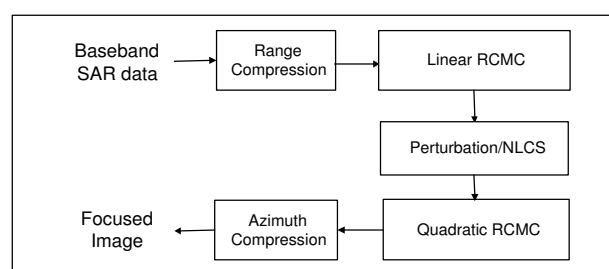 Baseband
SAR data
Range
Compression
Linear RCMC
Perturbation/NLCS
Quadratic RCMC
Azimuth
Compression
Focused
Image